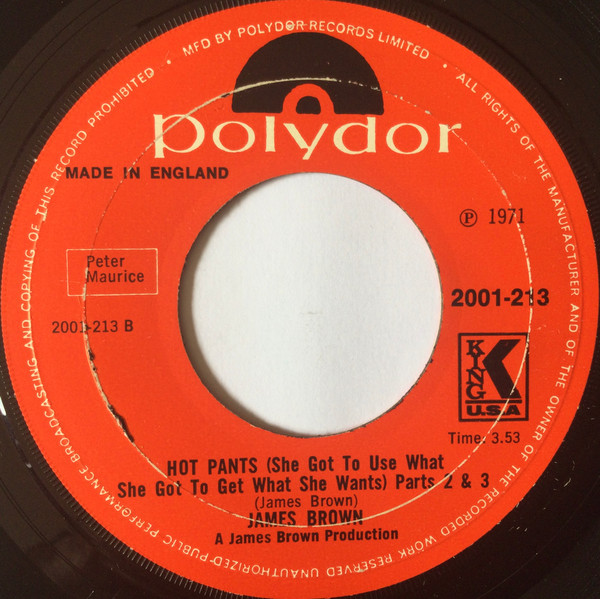 MFD BY POLYDOR RECORDS LIMITED • ALL RIGHTS OF THE MANUFACTURER AND OF THE OWNER OF THE RECORDED WORK RESERVED UNAUTHORIZED PUBLIC PERFORMANCE BROADCASTING AND COPYING OF THIS RECORD PROHIBITED •
polydor
MADE IN ENGLAND
℗ 1971
Peter
Maurice
2001-213
2001-213 B
KING
K
U.S.A
Time. 3.53
HOT PANTS (She Got To Use What
She Got To Get What She Wants) Parts 2 & 3
(James Brown)
JAMES BROWN
A James Brown Production